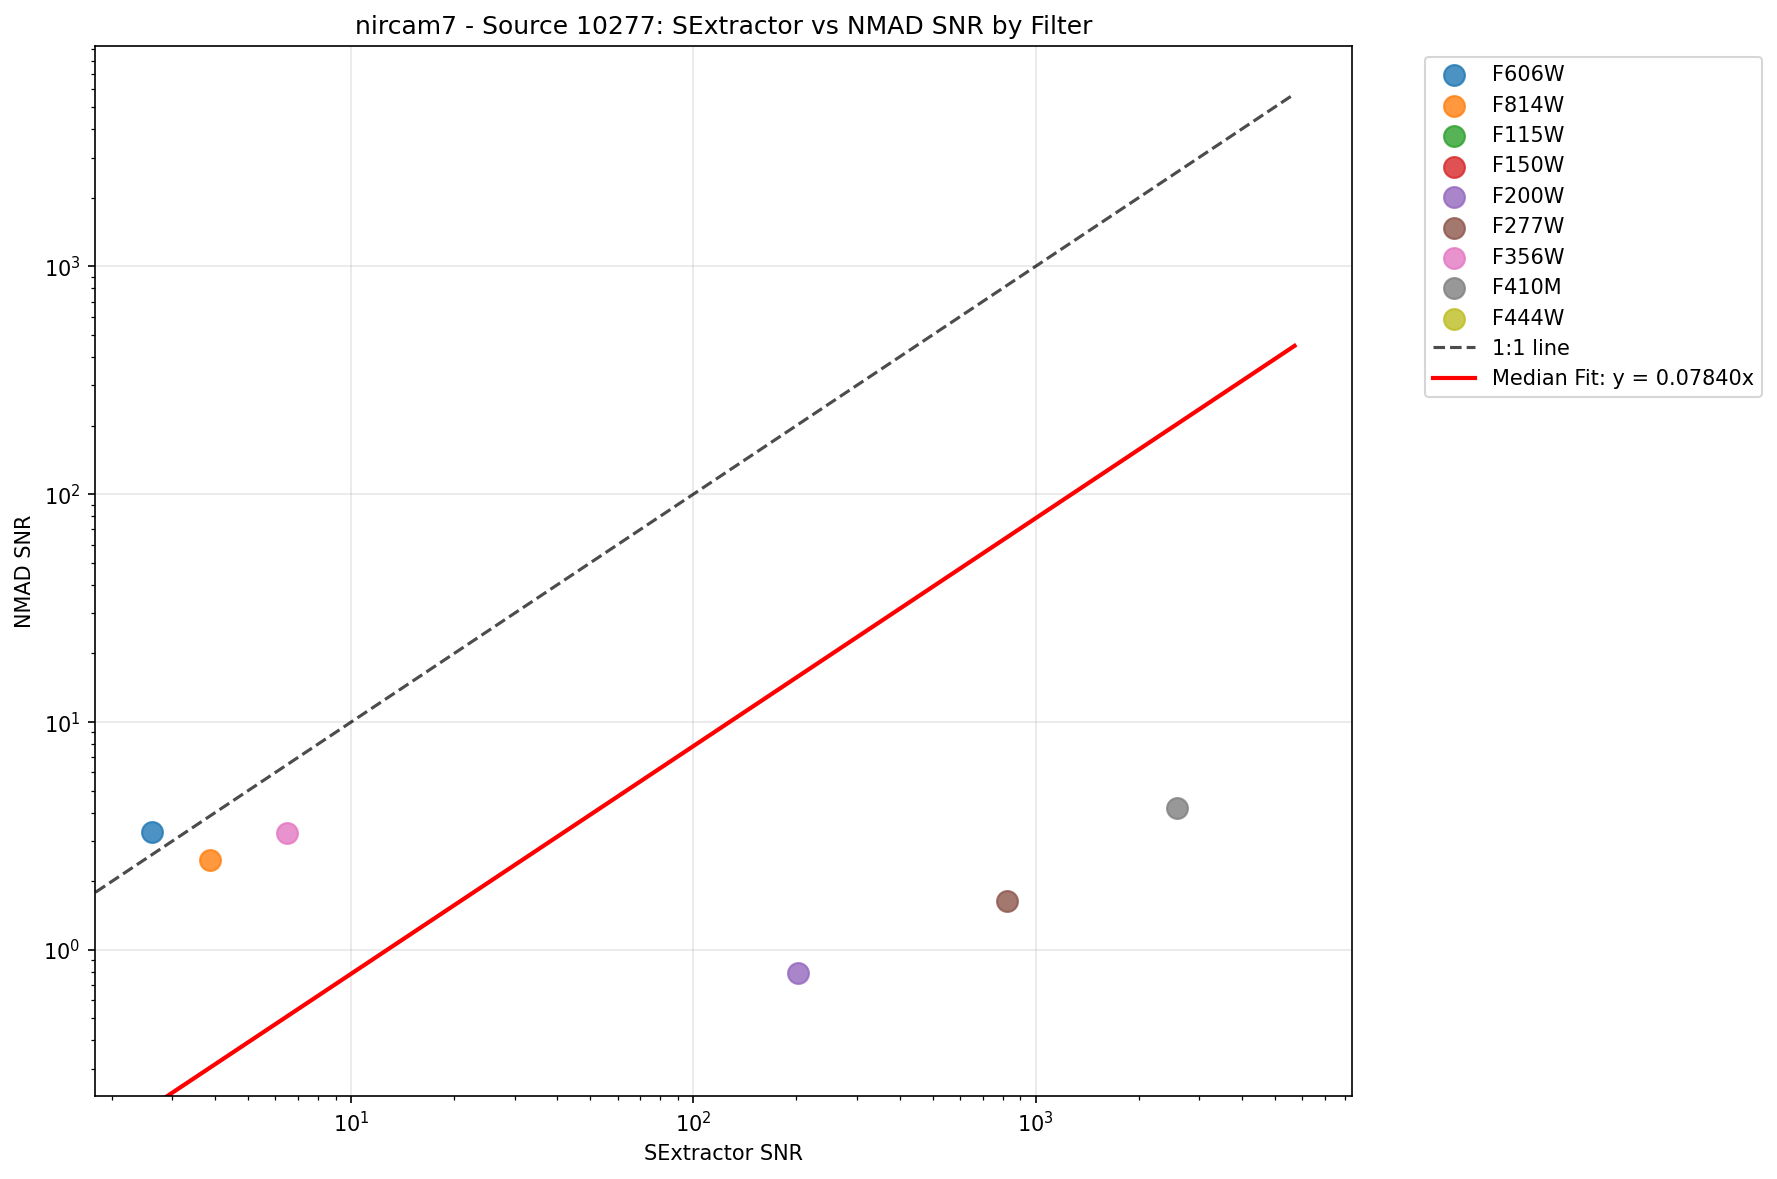 nircam7 - Source 10277: SExtractor vs NMAD SNR by Filter
F606W
F814W
F115W
F150W
F200W
F277W
F356W
F410M
F444W
1:1 line
Median Fit: y = 0.07840x
NMAD SNR
10³
10²
10¹
10⁰
10¹ 10² 10³
SExtractor SNR